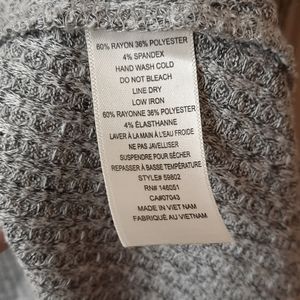 60% RAYON 36% POLYESTER
4% SPANDEX
HAND WASH COLD
DO NOT BLEACH
LINE DRY
LOW IRON
60% RAYONNE 36% POLYESTER
4% ÉLASTHANNE
LAVER À LA MAIN À L'EAU FROIDE
NE PAS JAVELLISER
SUSPENDRE POUR SÉCHER
REPASSER À BASSE TEMPÉRATURE
STYLE# 59802
RN# 146051
CA#07043
MADE IN VIET NAM
FABRIQUÉ AU VIETNAM